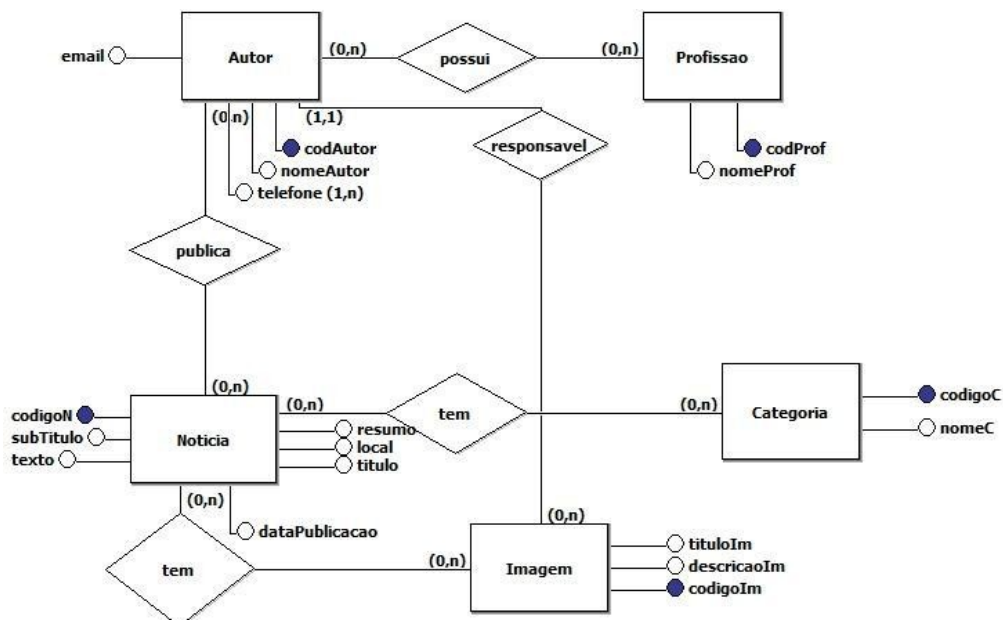 email
Autor
(0,n)
possui
(0,n)
Profissao
(0,n)
(1,1)
codAutor
nomeAutor
telefone (1,n)
responsavel
codProf
nomeProf
publica
(0,n)
codigoN
subTitulo
texto
Noticia
(0,n)
resumo
local
titulo
tem
(0,n)
Categoria
codigoC
nomeC
(0,n)
dataPublicacao
tem
(0,n)
(0,n)
Imagem
tituloIm
descricaoIm
codigoIm